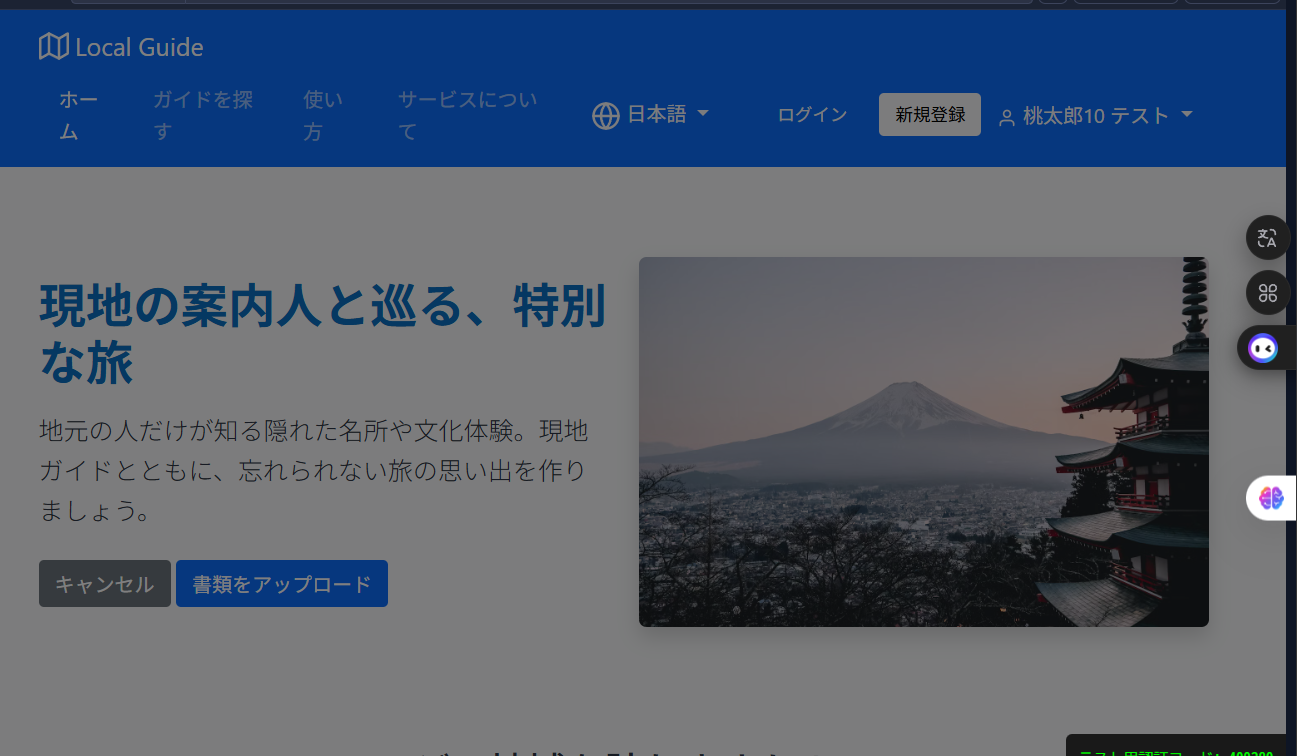 Local Guide
ホー
ム
ガイドを探
す
使い
方
サービスについ
て
日本語
ログイン
新規登録
桃太郎10 テスト
現地の案内人と巡る、特別
な旅
地元の人だけが知る隠れた名所や文化体験。現地
ガイドとともに、忘れられない旅の思い出を作り
ましょう。
キャンセル
書類をアップロード